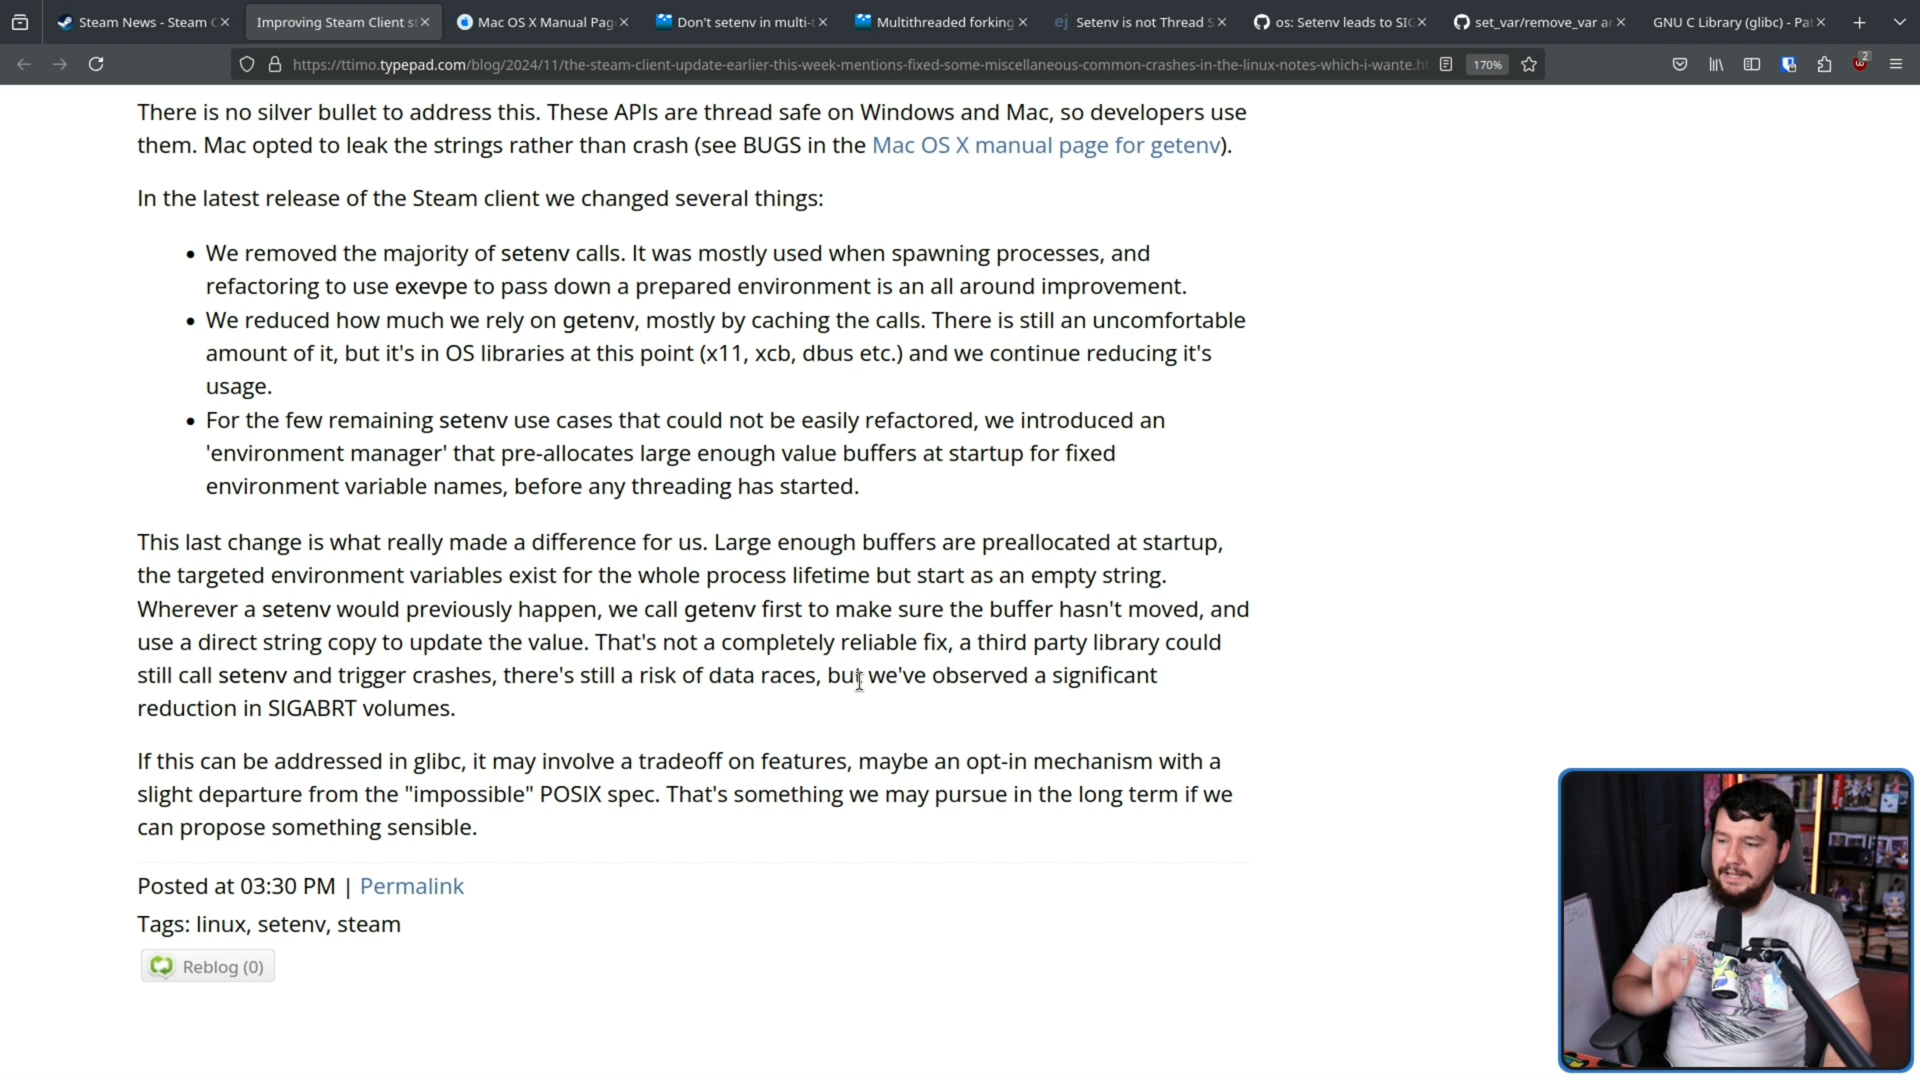 Steam News - Steam C
Improving Steam Client st
Mac OS X Manual Pag
Don't setenv in multi-t
Multithreaded forking
Setenv is not Thread S
os: Setenv leads to SIG
set_var/remove_var ar
GNU C Library (glibc) - Pat
https://ttimo.typepad.com/blog/2024/11/the-steam-client-update-earlier-this-week-mentions-fixed-some-miscellaneous-common-crashes-in-the-linux-notes-which-i-wante.ht
170%
2
There is no silver bullet to address this. These APIs are thread safe on Windows and Mac, so developers use
them. Mac opted to leak the strings rather than crash (see BUGS in the Mac OS X manual page for getenv).
In the latest release of the Steam client we changed several things:
• We removed the majority of setenv calls. It was mostly used when spawning processes, and
refactoring to use exevpe to pass down a prepared environment is an all around improvement.
• We reduced how much we rely on getenv, mostly by caching the calls. There is still an uncomfortable
amount of it, but it's in OS libraries at this point (x11, xcb, dbus etc.) and we continue reducing it's
usage.
• For the few remaining setenv use cases that could not be easily refactored, we introduced an
'environment manager' that pre-allocates large enough value buffers at startup for fixed
environment variable names, before any threading has started.
This last change is what really made a difference for us. Large enough buffers are preallocated at startup,
the targeted environment variables exist for the whole process lifetime but start as an empty string.
Wherever a setenv would previously happen, we call getenv first to make sure the buffer hasn't moved, and
use a direct string copy to update the value. That's not a completely reliable fix, a third party library could
still call setenv and trigger crashes, there's still a risk of data races, but we've observed a significant
reduction in SIGABRT volumes.
If this can be addressed in glibc, it may involve a tradeoff on features, maybe an opt-in mechanism with a
slight departure from the "impossible" POSIX spec. That's something we may pursue in the long term if we
can propose something sensible.
Posted at 03:30 PM | Permalink
Tags: linux, setenv, steam
Reblog (0)